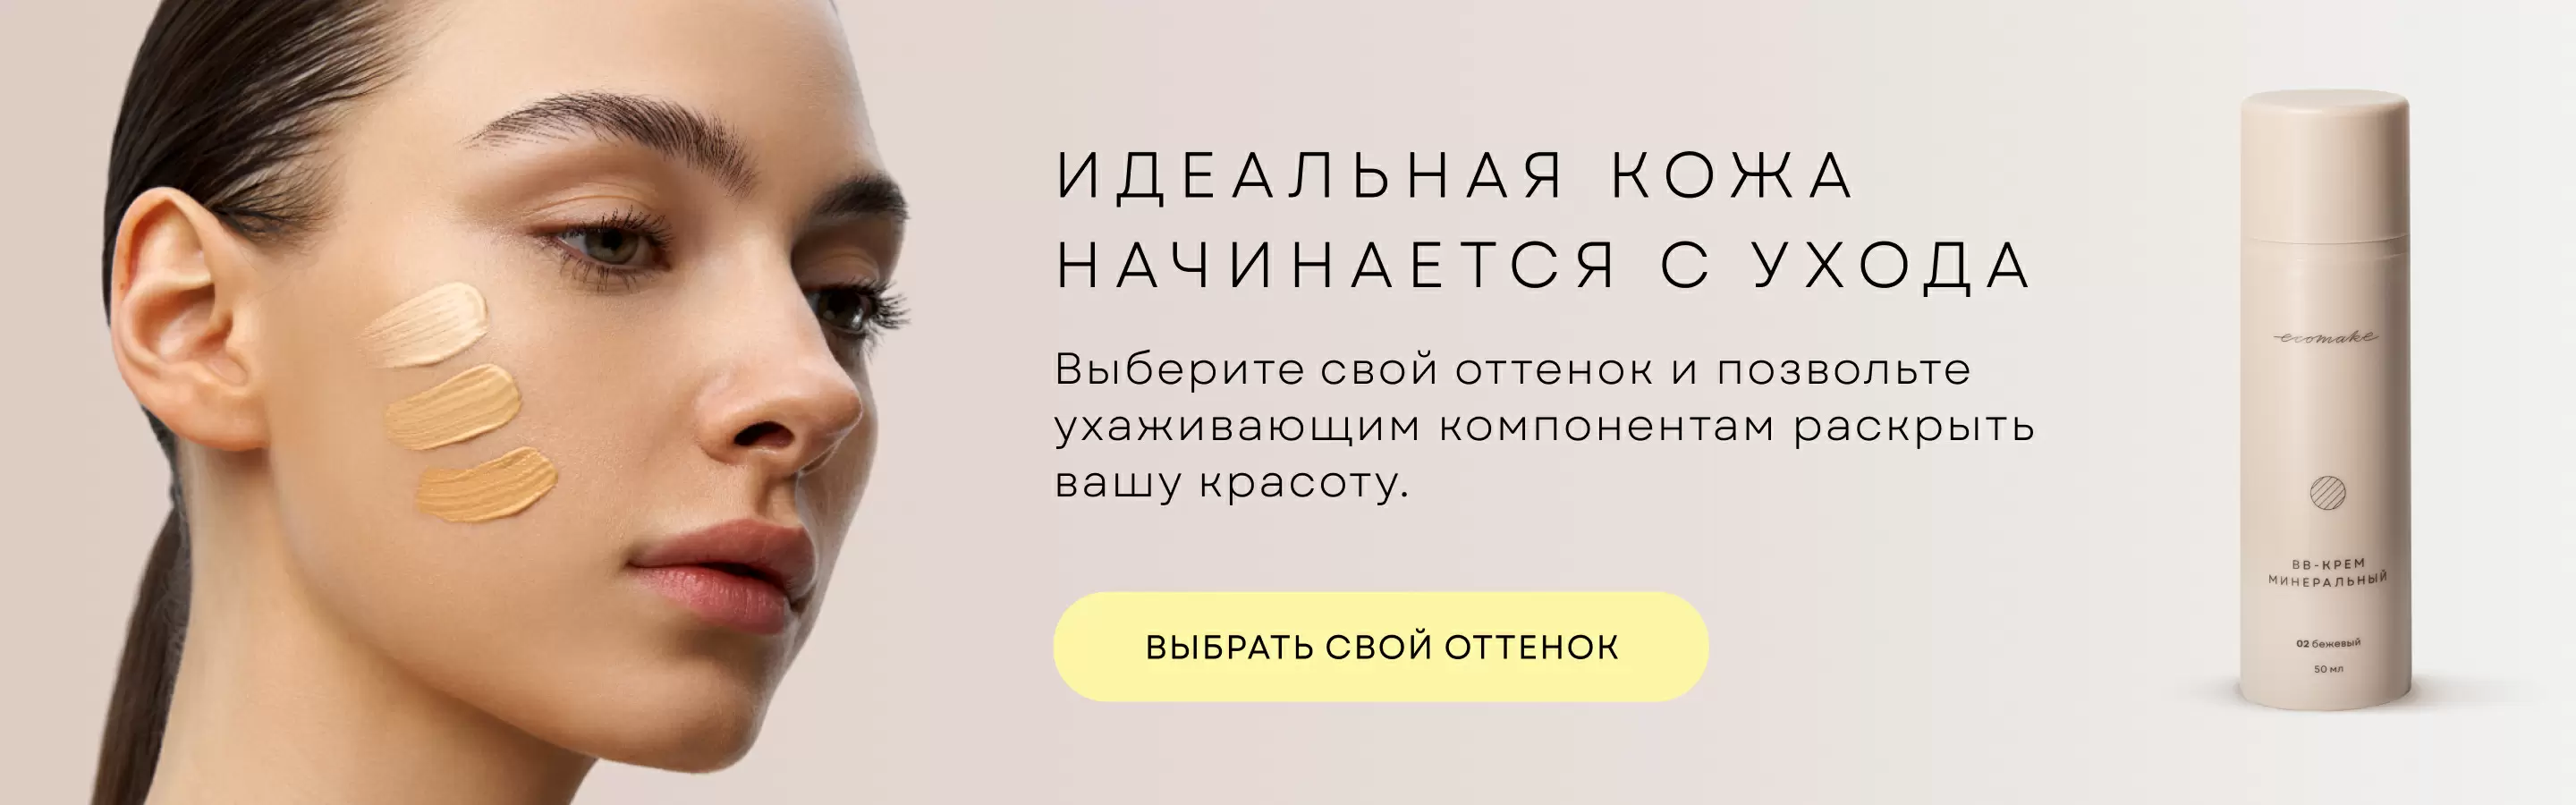 ИДЕАЛЬНАЯ КОЖА
НАЧИНАЕТСЯ С УХОДА
Выберите свой оттенок и позвольте
ухаживающим компонентам раскрыть
вашу красоту.
ВЫБРАТЬ СВОЙ ОТТЕНОК
ecomake
ВВ-КРЕМ
МИНЕРАЛЬНЫЙ
02 бежевый
50 мл